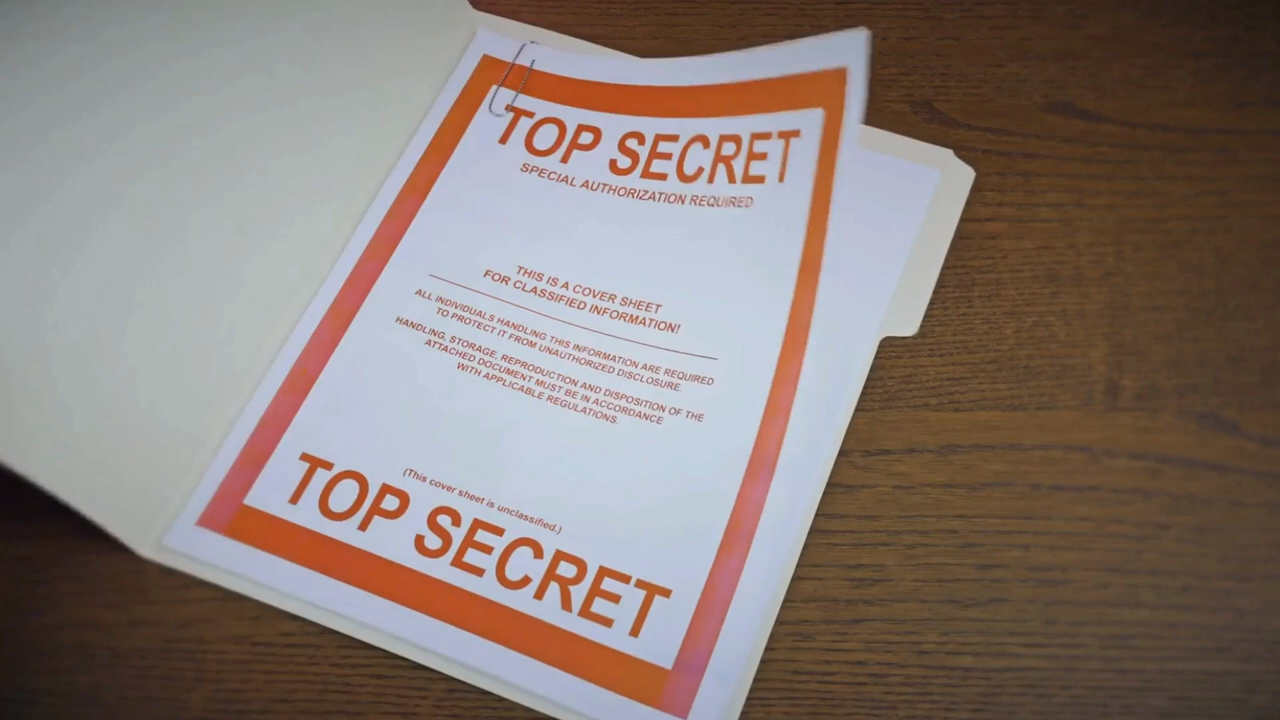 TOP SECRET
SPECIAL AUTHORIZATION REQUIRED
THIS IS A COVER SHEET
FOR CLASSIFIED INFORMATION!
ALL INDIVIDUALS HANDLING THIS INFORMATION ARE REQUIRED
TO PROTECT IT FROM UNAUTHORIZED DISCLOSURE.
HANDLING, STORAGE, REPRODUCTION AND DISPOSITION OF THE
ATTACHED DOCUMENT MUST BE IN ACCORDANCE
WITH APPLICABLE REGULATIONS.
(This cover sheet is unclassified.)
TOP SECRET